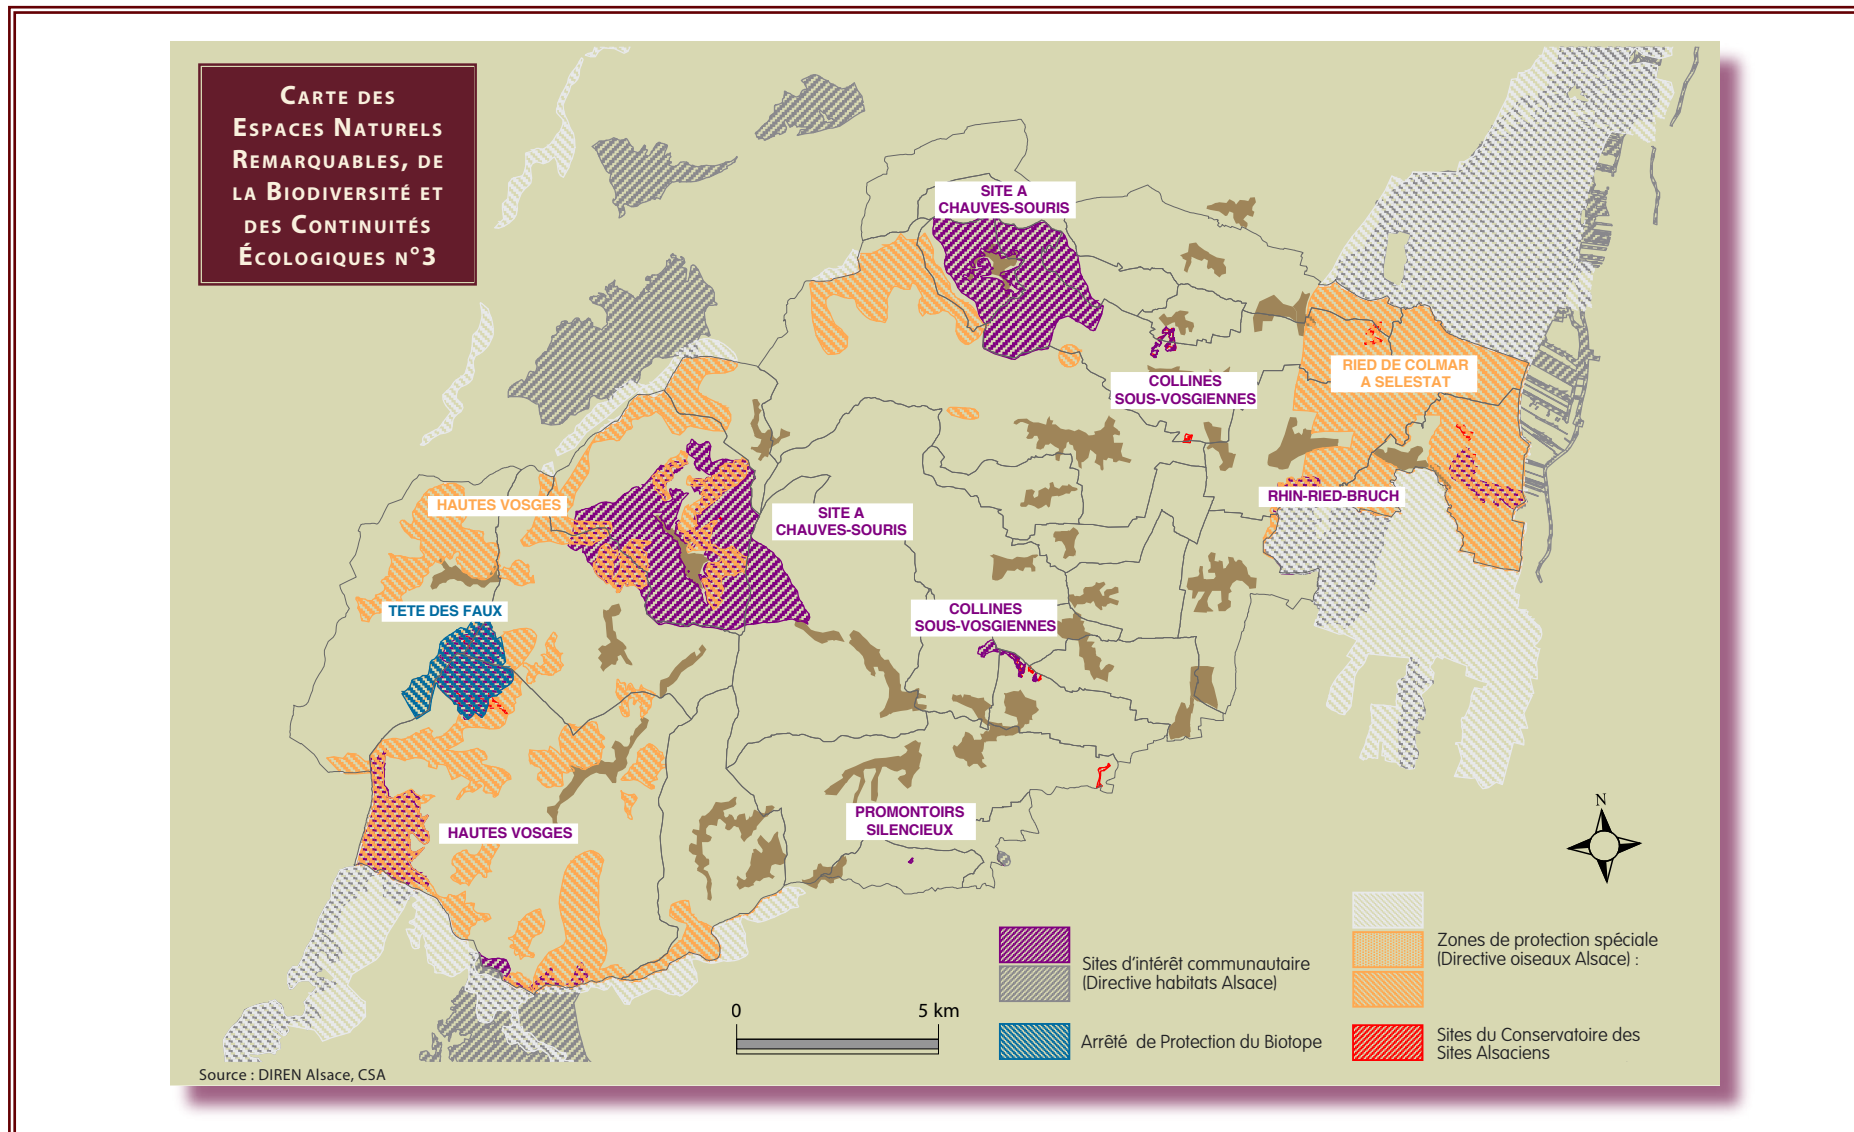 CARTE DES
ESPACES NATURELS
REMARQUABLES, DE
LA BIODIVERSITÉ ET
DES CONTINUITÉS
ÉCOLOGIQUES N°3
SITE A
CHAUVES-SOURIS
RIED DE COLMAR
A SELESTAT
COLLINES
SOUS-VOSGIENNES
HAUTES VOSGES
RHIN-RIED-BRUCH
SITE A
CHAUVES-SOURIS
TETE DES FAUX
COLLINES
SOUS-VOSGIENNES
HAUTES VOSGES
PROMONTOIRS
SILENCIEUX
N
Sites d'intérêt communautaire
(Directive habitats Alsace)
Zones de protection spéciale
(Directive oiseaux Alsace) :
0 5 km
Arrêté de Protection du Biotope
Sites du Conservatoire des
Sites Alsaciens
Source : DIREN Alsace, CSA